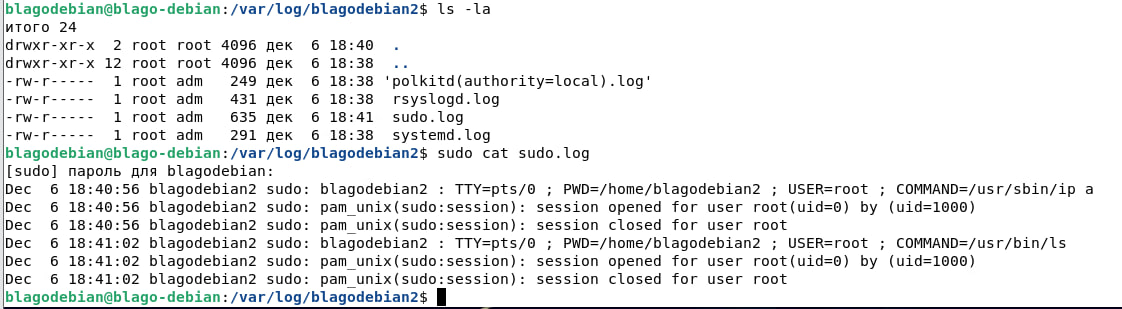 blagodebian@blago-debian:/var/log/blagodebian2$ ls -la
итого 24
drwxr-xr-x  2 root root 4096 дек  6 18:40  .
drwxr-xr-x 12 root root 4096 дек  6 18:38  ..
-rw-r-----  1 root adm   249 дек  6 18:38 'polkitd(authority=local).log'
-rw-r-----  1 root adm   431 дек  6 18:38  rsyslogd.log
-rw-r-----  1 root adm   635 дек  6 18:41  sudo.log
-rw-r-----  1 root adm   291 дек  6 18:38  systemd.log
blagodebian@blago-debian:/var/log/blagodebian2$ sudo cat sudo.log
[sudo] пароль для blagodebian:
Dec  6 18:40:56 blagodebian2 sudo: blagodebian2 : TTY=pts/0 ; PWD=/home/blagodebian2 ; USER=root ; COMMAND=/usr/sbin/ip a
Dec  6 18:40:56 blagodebian2 sudo: pam_unix(sudo:session): session opened for user root(uid=0) by (uid=1000)
Dec  6 18:40:56 blagodebian2 sudo: pam_unix(sudo:session): session closed for user root
Dec  6 18:41:02 blagodebian2 sudo: blagodebian2 : TTY=pts/0 ; PWD=/home/blagodebian2 ; USER=root ; COMMAND=/usr/bin/ls
Dec  6 18:41:02 blagodebian2 sudo: pam_unix(sudo:session): session opened for user root(uid=0) by (uid=1000)
Dec  6 18:41:02 blagodebian2 sudo: pam_unix(sudo:session): session closed for user root
blagodebian@blago-debian:/var/log/blagodebian2$